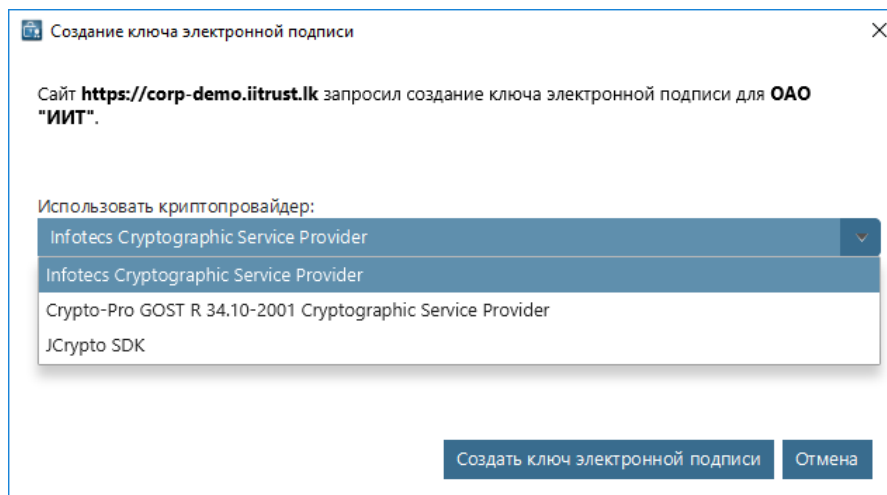 Создание ключа электронной подписи
Сайт https://corp-demo.iitrust.lk запросил создание ключа электронной подписи для ОАО
"ИИТ".
Использовать криптопровайдер:
Infotecs Cryptographic Service Provider
Infotecs Cryptographic Service Provider
Crypto-Pro GOST R 34.10-2001 Cryptographic Service Provider
JCrypto SDK
Создать ключ электронной подписи Отмена